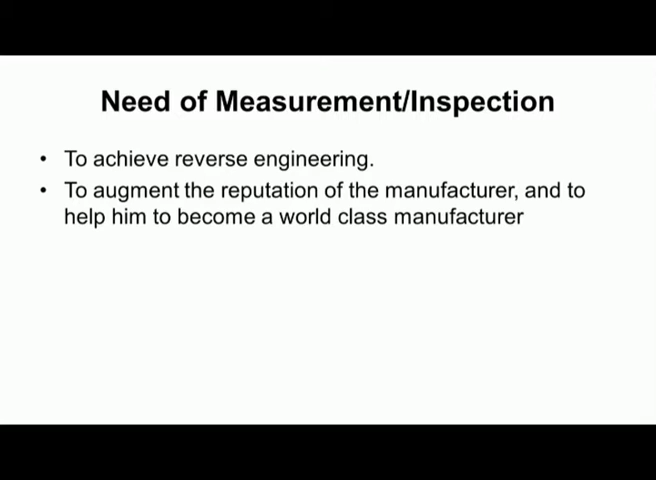 Need of Measurement/Inspection
• To achieve reverse engineering.
• To augment the reputation of the manufacturer, and to
help him to become a world class manufacturer